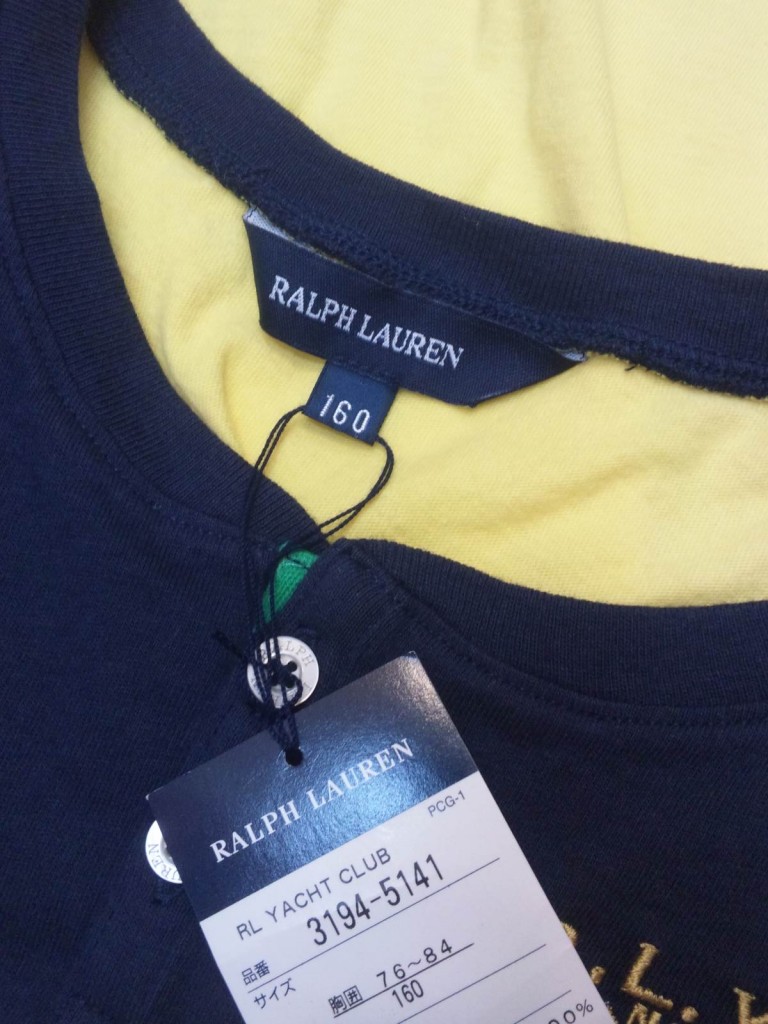 RALPH LAUREN
160
RALPH
RALPH LAUREN
PCG-1
RL YACHT CLUB
品番 3194-5141
サイズ 胸囲 76～84
160